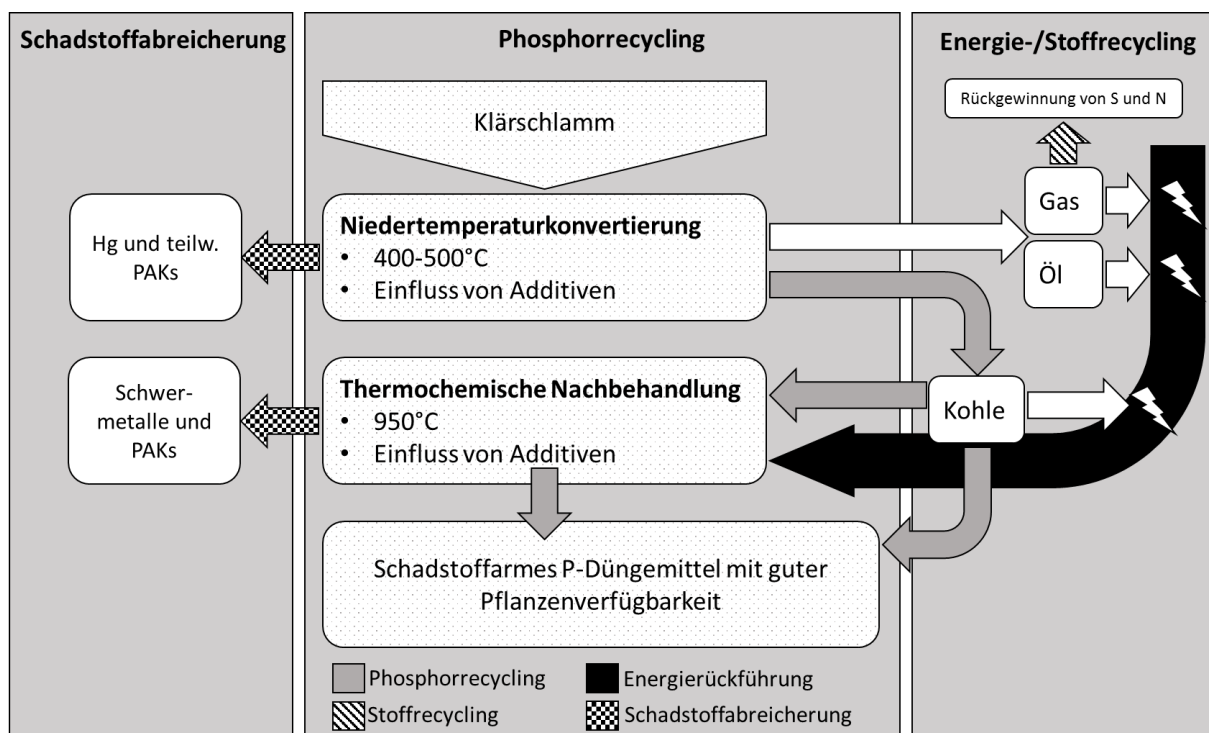 Schadstoffabreicherung
Phosphorrecycling
Energie-/Stoffrecycling
Rückgewinnung von S und N
Klärschlamm
Gas
Öl
Niedertemperaturkonvertierung
• 400-500°C
• Einfluss von Additiven
Hg und teilw.
PAKs
Thermochemische Nachbehandlung
• 950°C
• Einfluss von Additiven
Schwer-
metalle und
PAKs
Kohle
Schadstoffarmes P-Düngemittel mit guter
Pflanzenverfügbarkeit
Phosphorrecycling
Energierückführung
Stoffrecycling
Schadstoffabreicherung